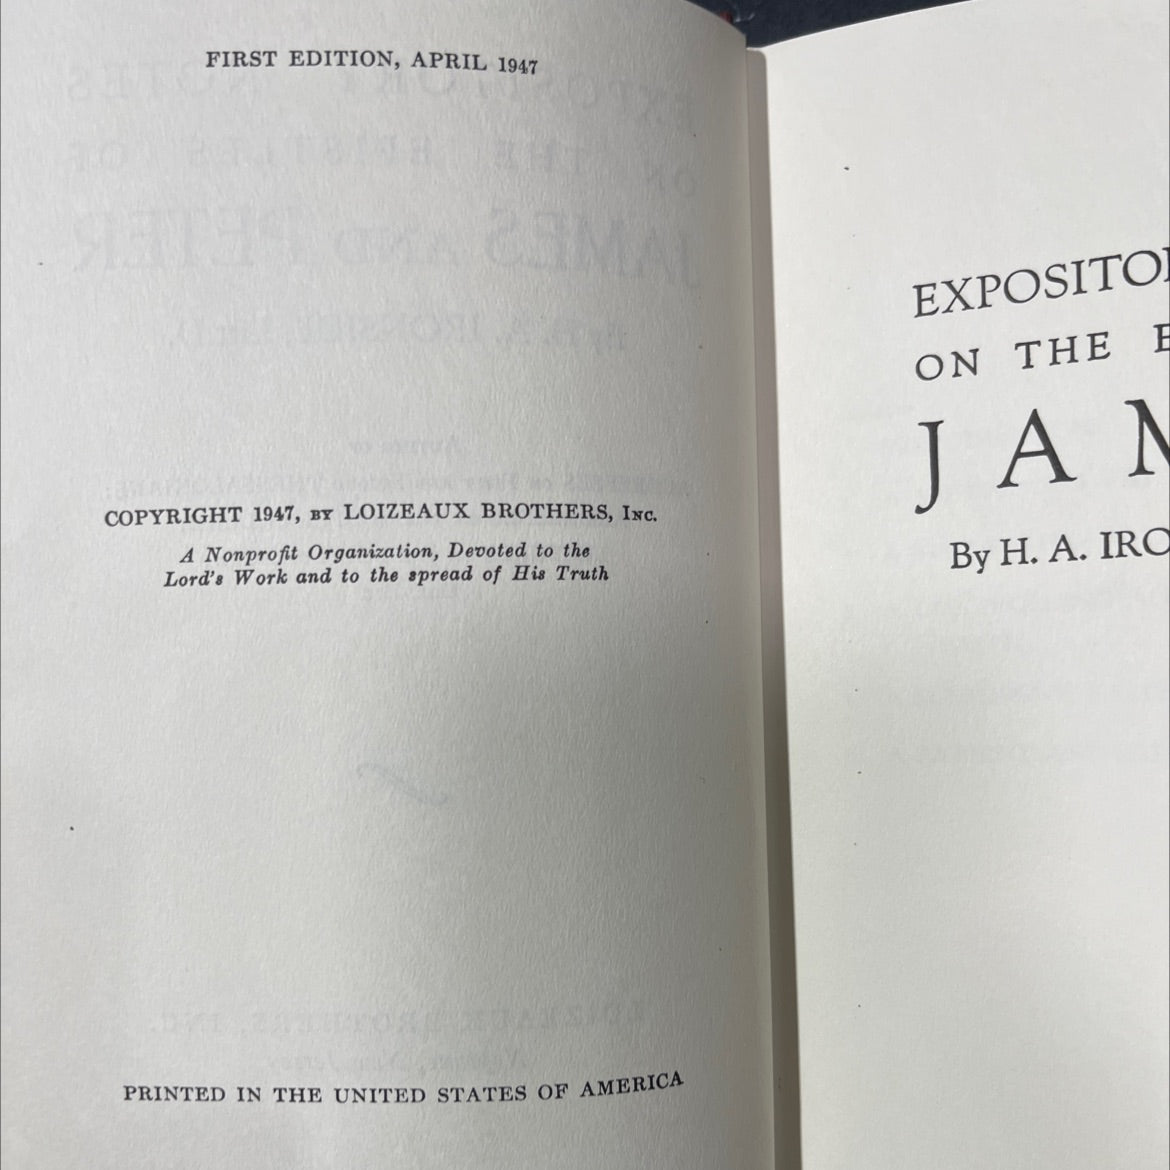 FIRST EDITION, APRIL 1947
COPYRIGHT 1947, BY LOIZEAUX BROTHERS, INC.
A Nonprofit Organization, Devoted to the
Lord's Work and to the spread of His Truth
PRINTED IN THE UNITED STATES OF AMERICA
EXPOSITO
ON THE E
JAM
By H. A. IRO